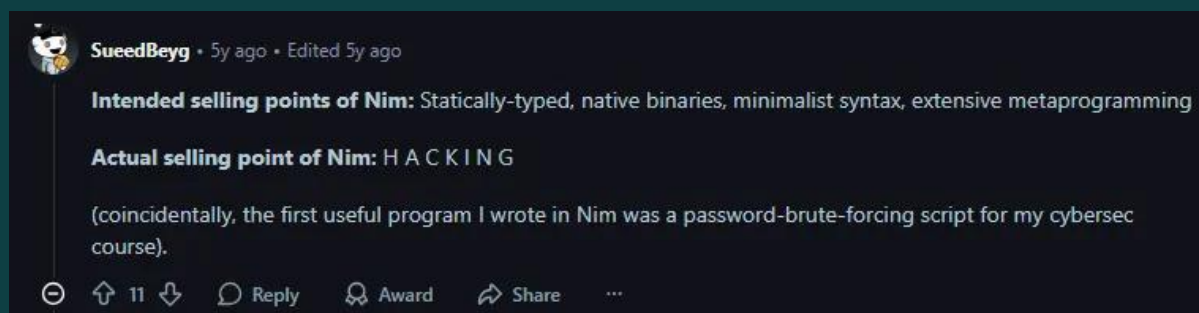 SueedBeyg • 5y ago • Edited 5y ago
Intended selling points of Nim: Statically-typed, native binaries, minimalist syntax, extensive metaprogramming
Actual selling point of Nim: H A C K I N G
(coincidentally, the first useful program I wrote in Nim was a password-brute-forcing script for my cybersec
course).
11 Reply Award Share ...